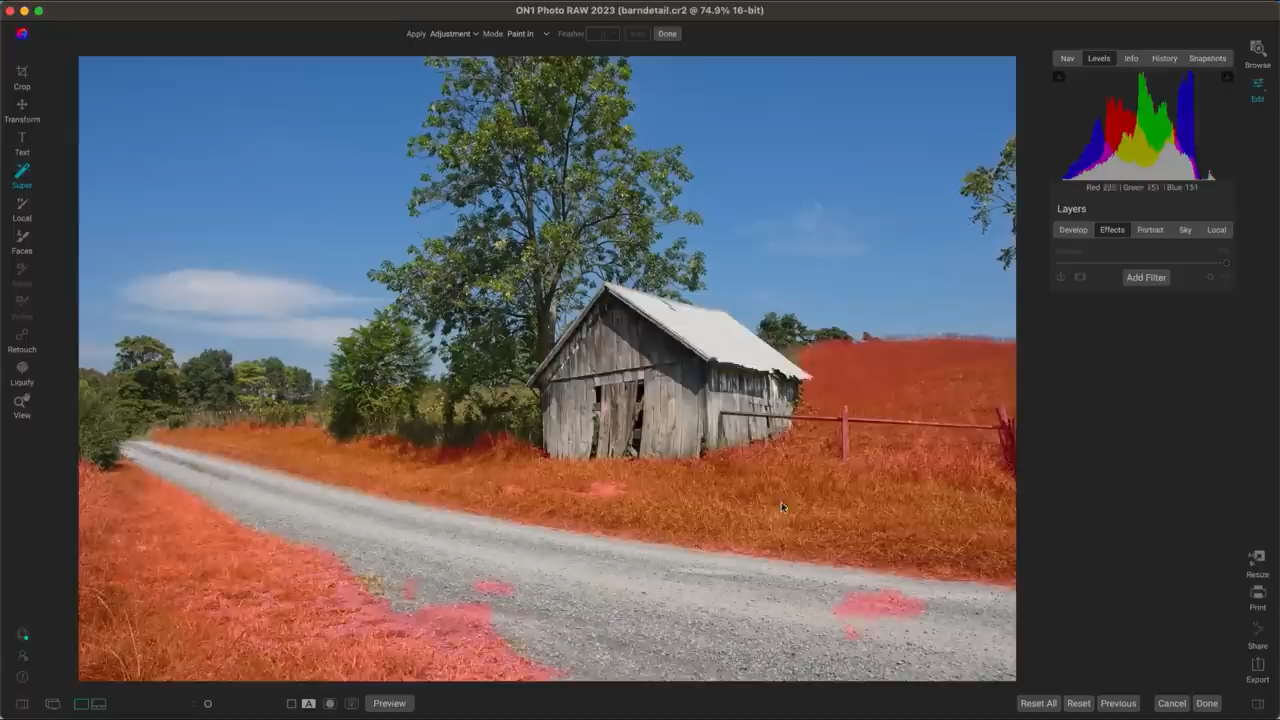 ON1 Photo RAW 2023 (barndetail.cr2 @ 74.9% 16-bit)
Apply Adjustment Mode Paint in Feather Done
Crop
Transform
Text
Super
Local
Faces
Retouch
Liquify
View
Nav Levels Info History Snapshots
Red Green 151 Blue 131
Layers
Develop Effects Portrait Sky Local
Add Filter
Browse
Edit
Resize
Print
Share
Export
A
Preview
Reset All Reset Previous Cancel Done